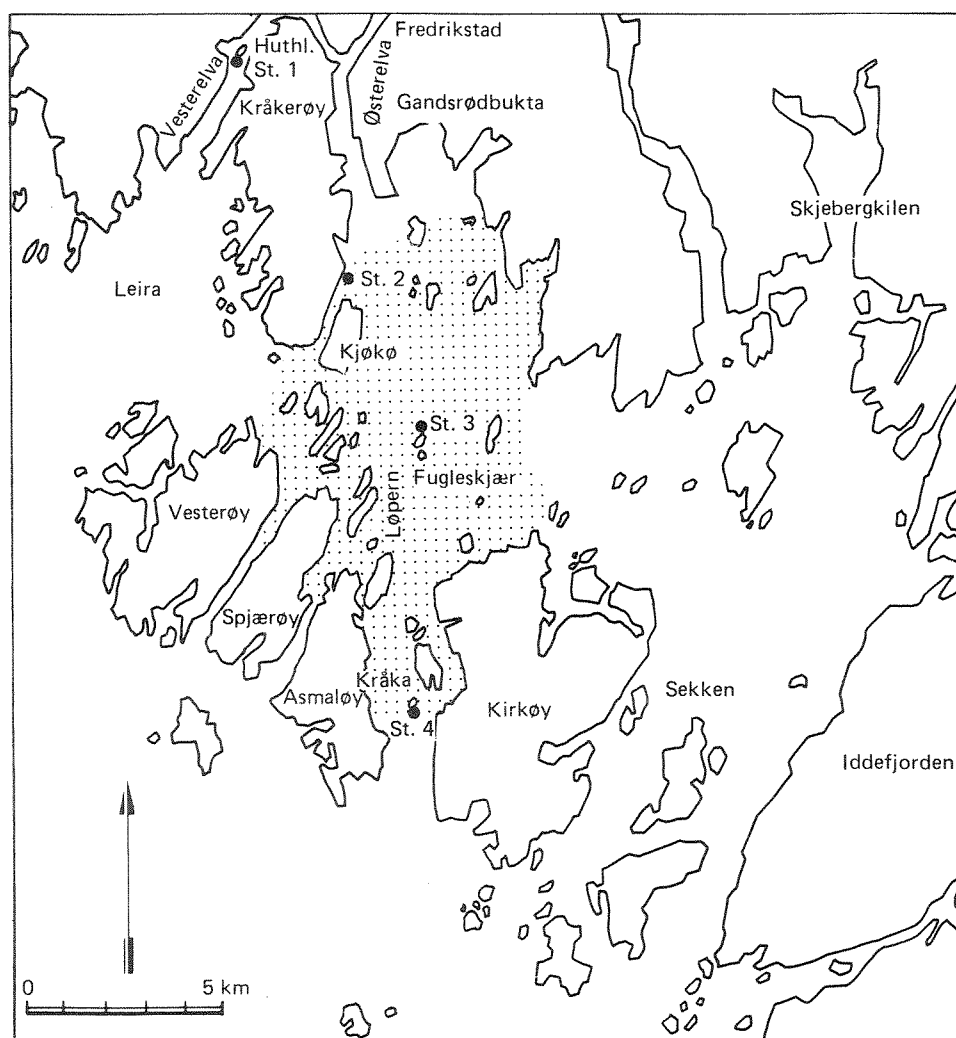 Fredrikstad
Huthl.
St. 1
Vesterelva
Østerelva
Kråkerøy
Gandsrødbukta
Skjebergkilen
Leira
St. 2
Kjøkø
St. 3
Fugleskjær
Løpern
Vesterøy
Spjærøy
Asmaløy
Kråka
St. 4
Kirkøy
Sekken
Iddefjorden
0 5 km